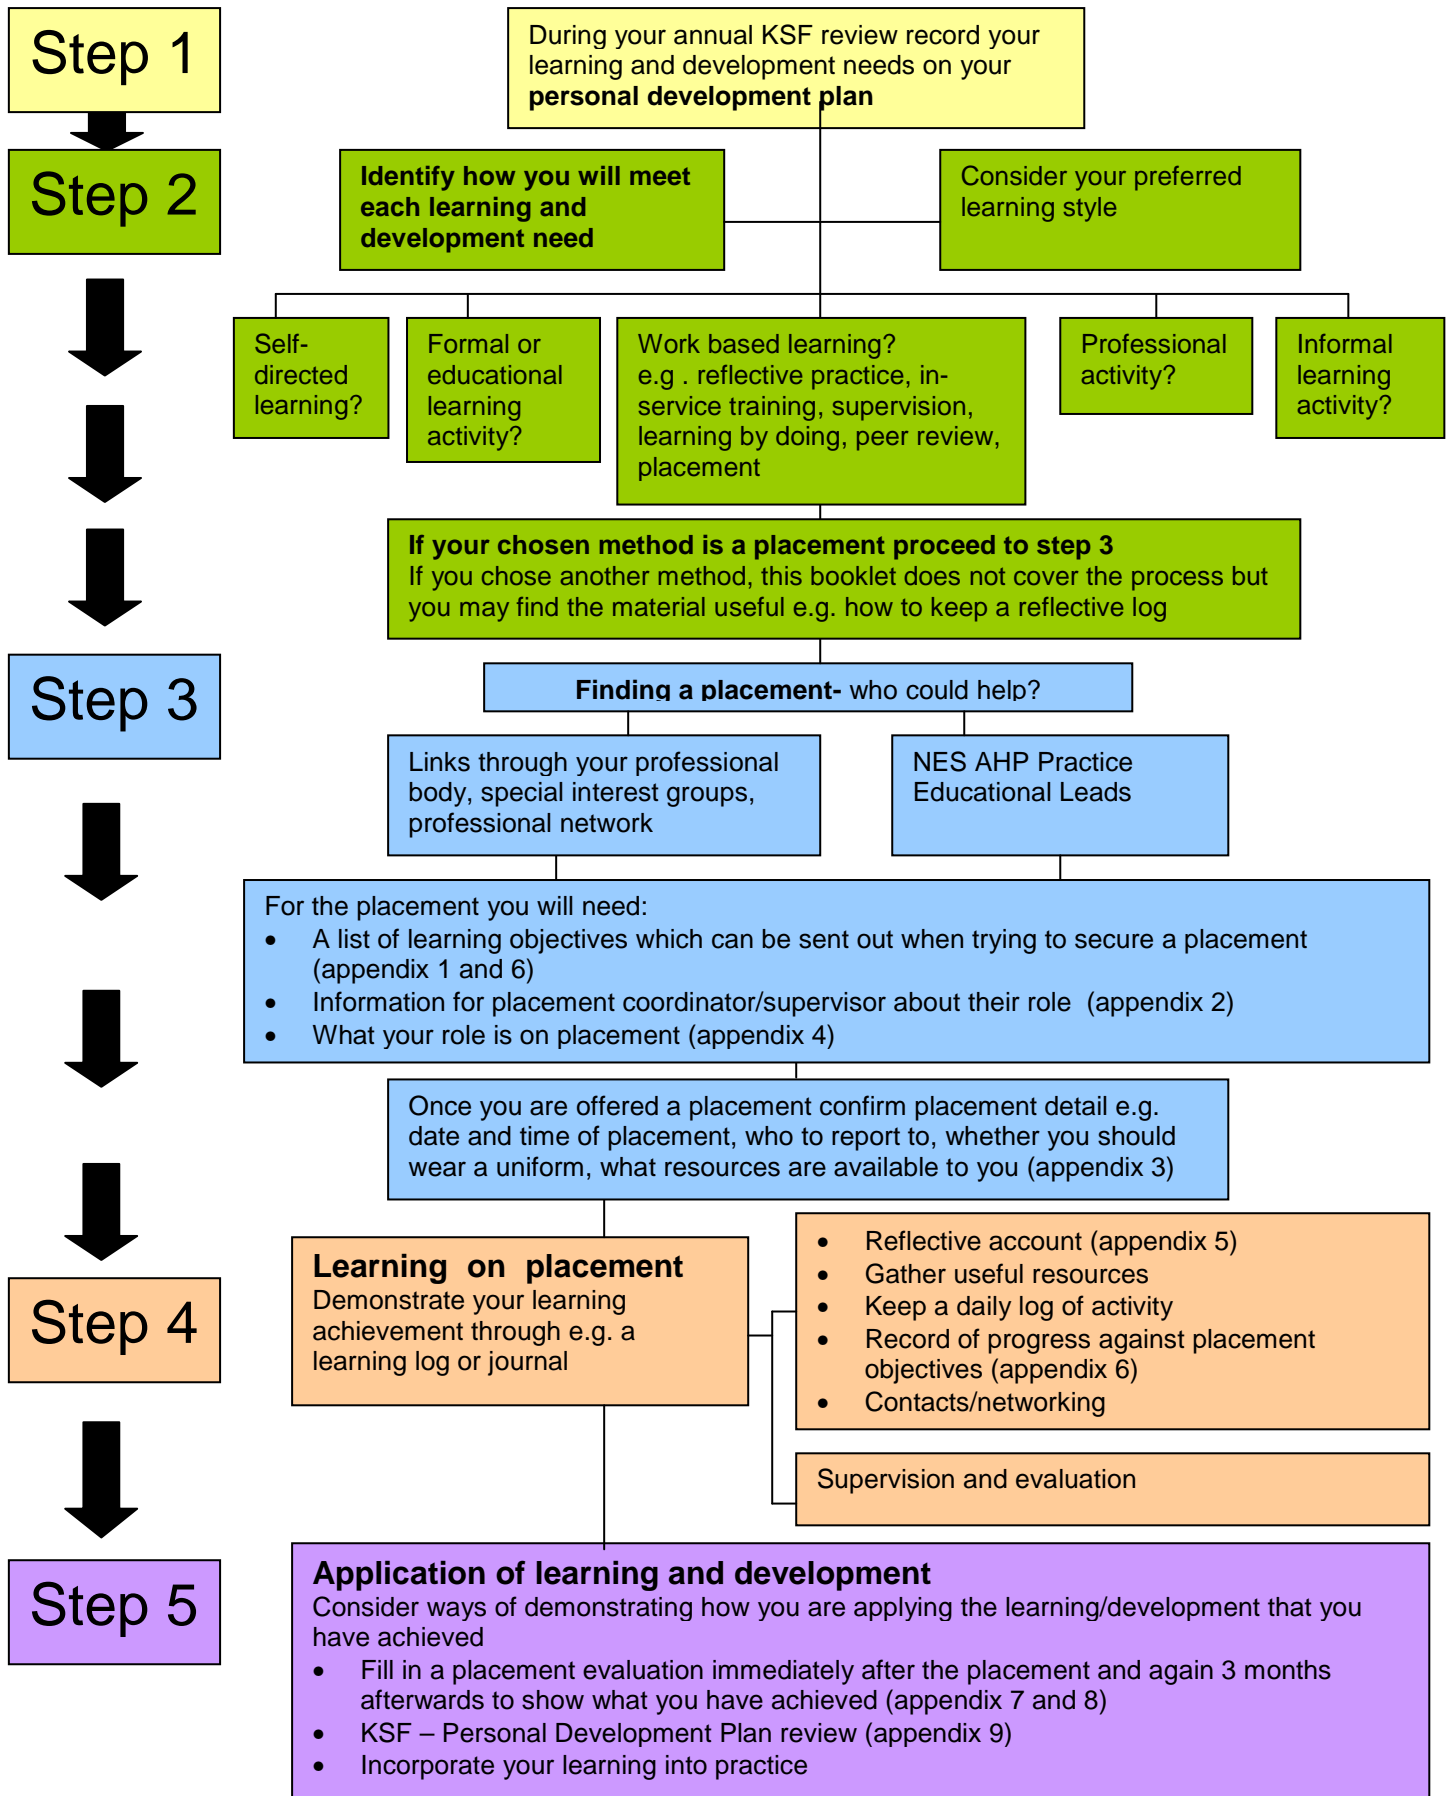 Step 1
During your annual KSF review record your
learning and development needs on your
personal development plan
Step 2
Identify how you will meet
each learning and
development need
Consider your preferred
learning style
Self-
directed
learning?
Formal or
educational
learning
activity?
Work based learning?
e.g . reflective practice, in-
service training, supervision,
learning by doing, peer review,
placement
Professional
activity?
Informal
learning
activity?
If your chosen method is a placement proceed to step 3
If you chose another method, this booklet does not cover the process but
you may find the material useful e.g. how to keep a reflective log
Step 3
Finding a placement- who could help?
Links through your professional
body, special interest groups,
professional network
NES AHP Practice
Educational Leads
For the placement you will need:
• A list of learning objectives which can be sent out when trying to secure a placement
(appendix 1 and 6)
• Information for placement coordinator/supervisor about their role  (appendix 2)
• What your role is on placement (appendix 4)
Once you are offered a placement confirm placement detail e.g.
date and time of placement, who to report to, whether you should
wear a uniform, what resources are available to you (appendix 3)
Step 4
Learning on placement
Demonstrate your learning
achievement through e.g. a
learning log or journal
• Reflective account (appendix 5)
• Gather useful resources
• Keep a daily log of activity
• Record of progress against placement
objectives (appendix 6)
• Contacts/networking
Supervision and evaluation
Step 5
Application of learning and development
Consider ways of demonstrating how you are applying the learning/development that you
have achieved
• Fill in a placement evaluation immediately after the placement and again 3 months
afterwards to show what you have achieved (appendix 7 and 8)
• KSF – Personal Development Plan review (appendix 9)
• Incorporate your learning into practice